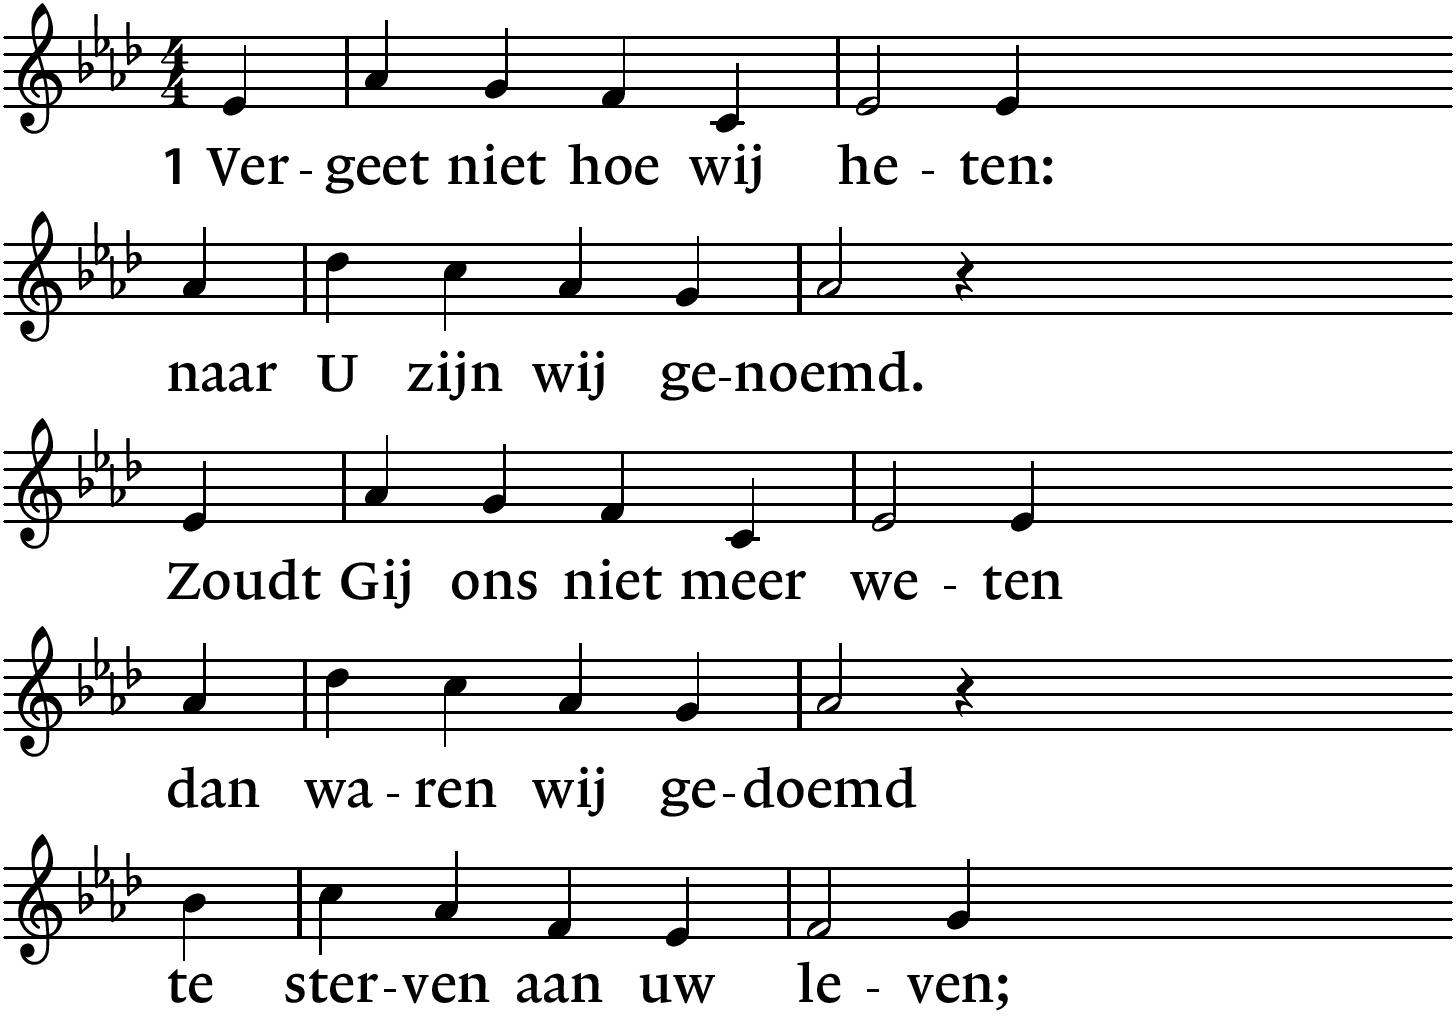 1 Ver - geet niet hoe wij he - ten:
naar U zijn wij ge-noemd.
Zoudt Gij ons niet meer we - ten
dan wa - ren wij ge-doemd
te ster-ven aan uw le - ven;